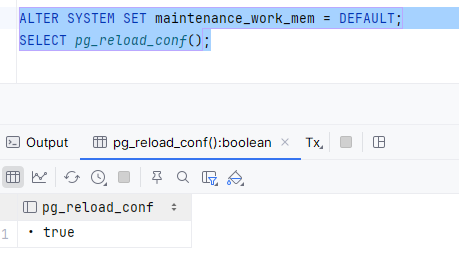 ALTER SYSTEM SET maintenance_work_mem = DEFAULT;
SELECT pg_reload_conf();
Output pg_reload_conf():boolean Tx
pg_reload_conf
1 true